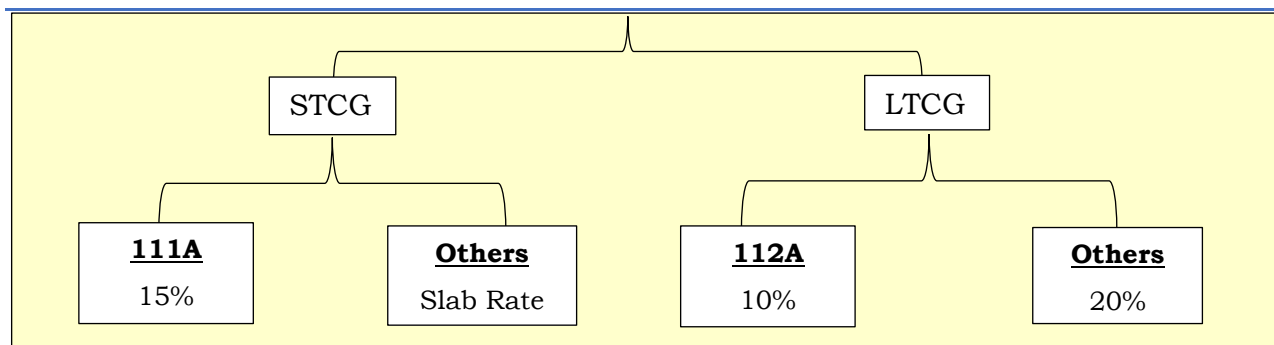 STCG
LTCG
111A
15%
Others
Slab Rate
112A
10%
Others
20%